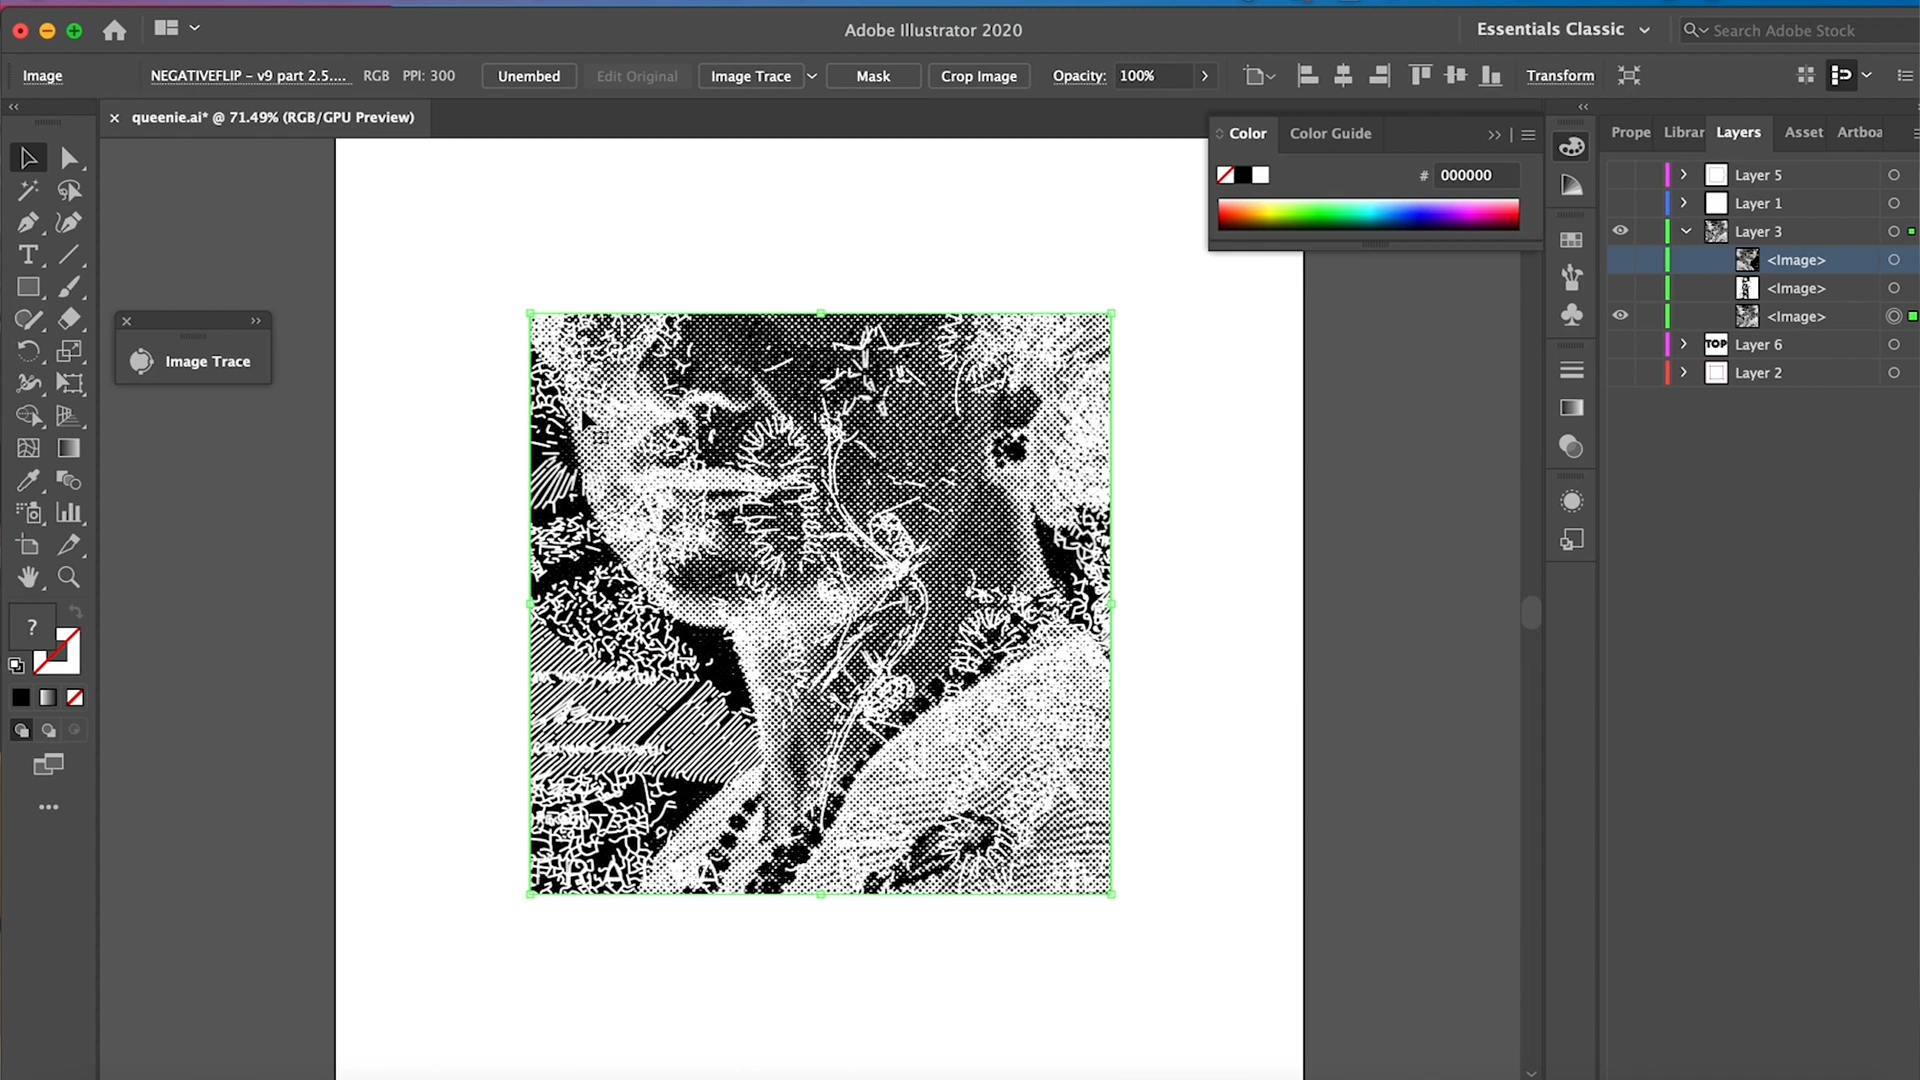 Adobe Illustrator 2020
Essentials Classic
Search Adobe Stock
Image
NEGATIVEFLIP - v9 part 2.5....
RGB
PPI: 300
Unembed
Edit Original
Image Trace
Mask
Crop Image
Opacity:
100%
Transform
queenie.ai* @ 71.49% (RGB/GPU Preview)
Color
Color Guide
# 000000
Prope
Librar
Layers
Asset
Artboa
Layer 5
Layer 1
Layer 3
<Image>
<Image>
<Image>
TOP
Layer 6
Layer 2
Image Trace
?